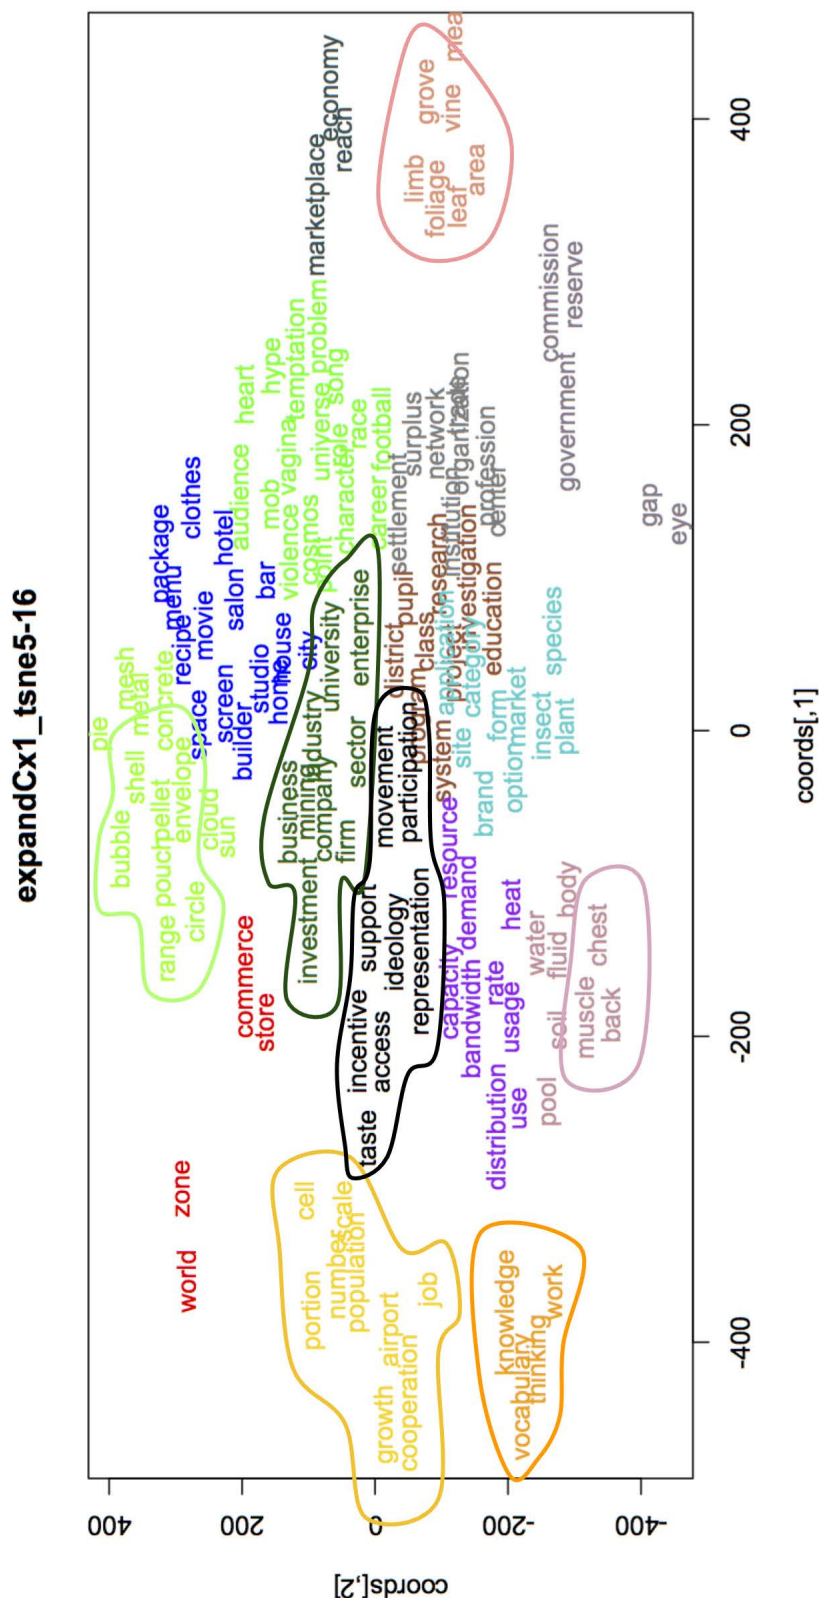 expandCx1_tsne5-16
coords[,2]
400
200
0
-200
-400
coords[,1]
-400
-200
0
200
400
pie
mesh
metal
concrete
shell
bubble
pellet
envelope
pouch
cloud
sun
range
circle
package
menu
clothes
recipe
movie
hotel
salon
bar
space
screen
studio
house
home
city
builder
commerce
store
zone
world
heart
hype
temptation
audience
mob
vagina
violence
universe
problem
song
cosmos
role
race
point
character
football
career
marketplace
economy
reach
business
mining
industry
university
enterprise
company
sector
firm
investment
movement
participation
support
ideology
representation
incentive
access
taste
settlement
surplus
network
trade
organization
institution
profession
center
pupil
research
investigation
district
class
project
education
program
system
application
category
site
form
market
option
brand
insect
plant
species
resource
demand
capacity
bandwidth
heat
rate
usage
distribution
use
water
fluid
body
soil
muscle
chest
back
pool
commission
reserve
government
gap
eye
limb
foliage
leaf
area
grove
vine
mea
cell
scale
number
population
portion
job
airport
growth
cooperation
knowledge
vocabulary
thinking
work